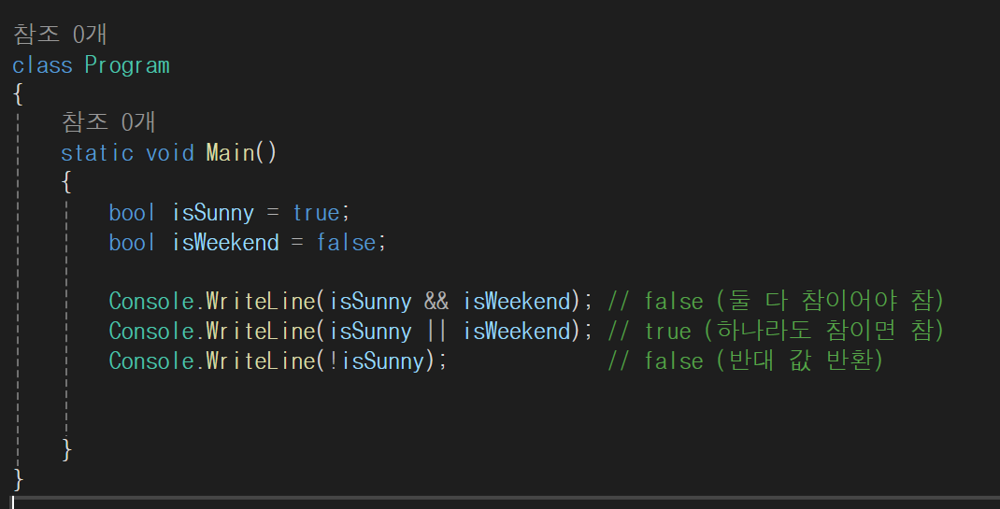 참조 0개
class Program
{
참조 0개
static void Main()
{
bool isSunny = true;
bool isWeekend = false;
Console.WriteLine(isSunny && isWeekend); // false (둘 다 참이어야 참)
Console.WriteLine(isSunny || isWeekend); // true (하나라도 참이면 참)
Console.WriteLine(!isSunny); // false (반대 값 반환)
}
}